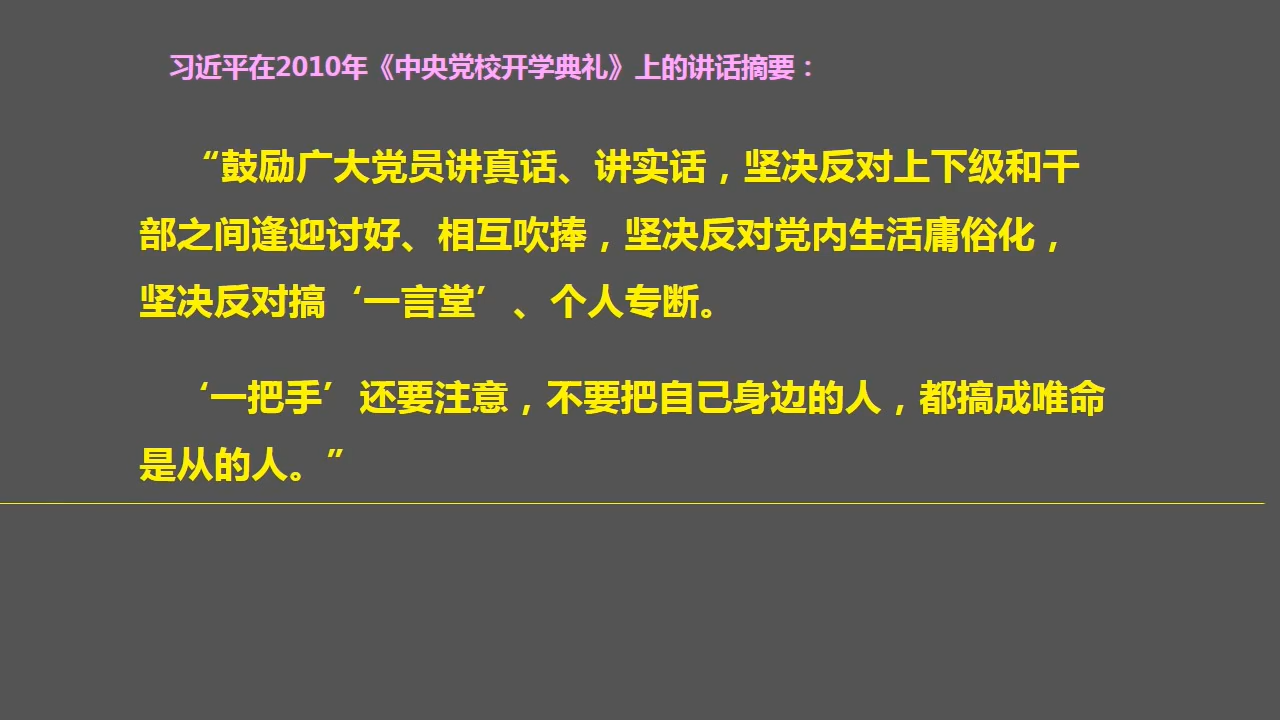 习近平在2010年《中央党校开学典礼》上的讲话摘要：
“鼓励广大党员讲真话、讲实话，坚决反对上下级和干
部之间逢迎讨好、相互吹捧，坚决反对党内生活庸俗化，
坚决反对搞‘一言堂’、个人专断。
‘一把手’还要注意，不要把自己身边的人，都搞成唯命
是从的人。”